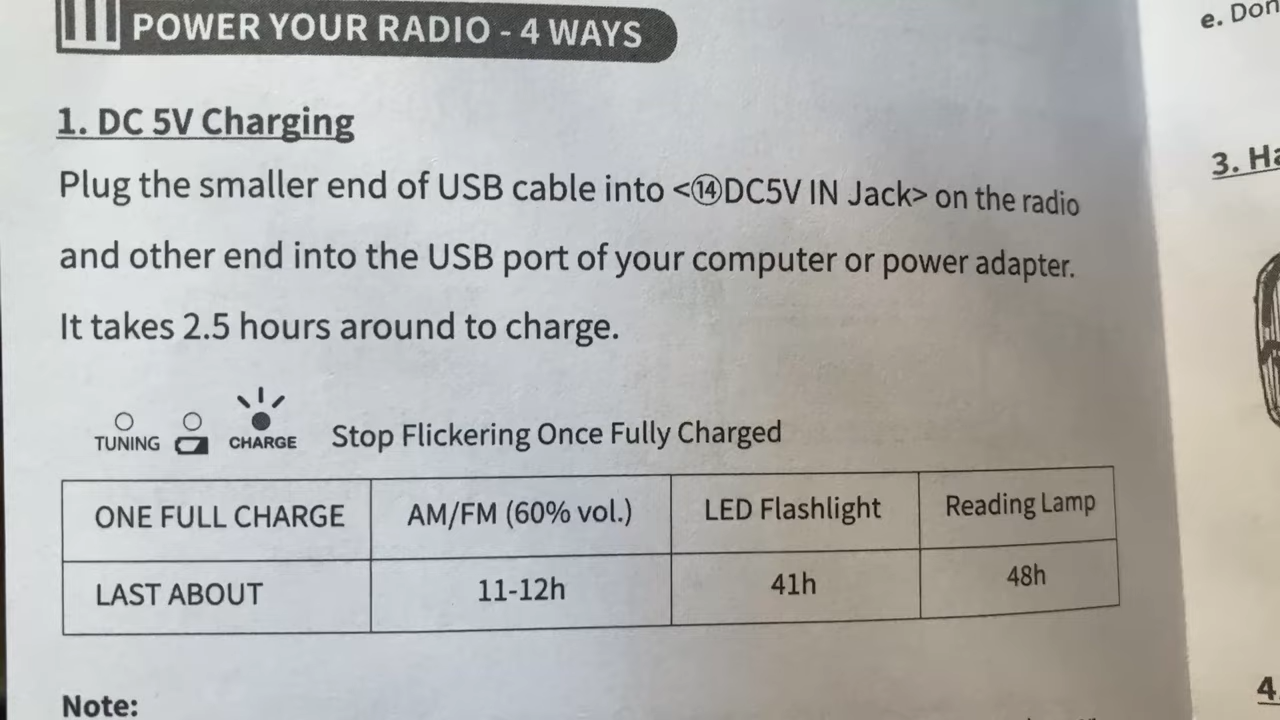 POWER YOUR RADIO - 4 WAYS
1. DC 5V Charging
Plug the smaller end of USB cable into <⑭DC5V IN Jack> on the radio
and other end into the USB port of your computer or power adapter.
It takes 2.5 hours around to charge.
TUNING CHARGE Stop Flickering Once Fully Charged
ONE FULL CHARGE AM/FM (60% vol.) LED Flashlight Reading Lamp
LAST ABOUT 11-12h 41h 48h
Note:
e. Don
3. Ha
4